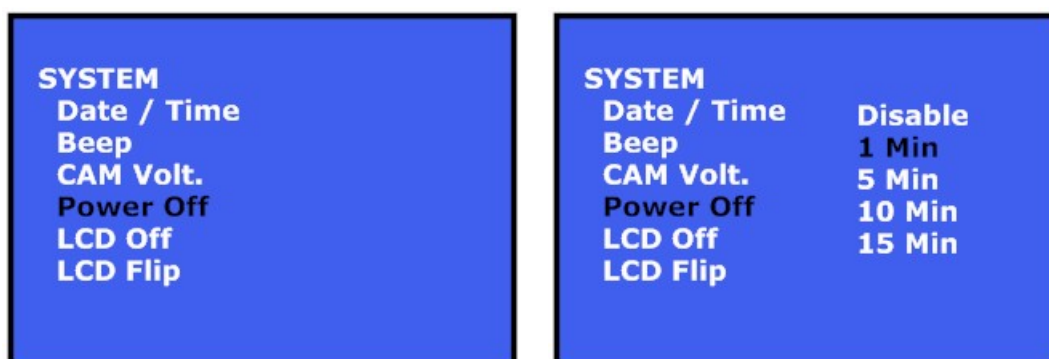 SYSTEM
Date / Time
Beep
CAM Volt.
Power Off
LCD Off
LCD Flip
SYSTEM
Date / Time
Beep
CAM Volt.
Power Off
LCD Off
LCD Flip
Disable
1 Min
5 Min
10 Min
15 Min